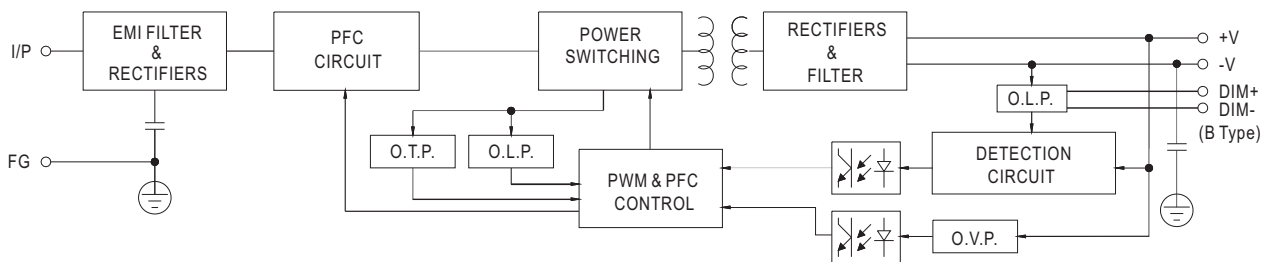 I/P
EMI FILTER
&
RECTIFIERS
PFC
CIRCUIT
POWER
SWITCHING
RECTIFIERS
&
FILTER
+V
-V
DIM+
DIM-
(B Type)
O.L.P.
FG
O.T.P.
O.L.P.
PWM & PFC
CONTROL
DETECTION
CIRCUIT
O.V.P.